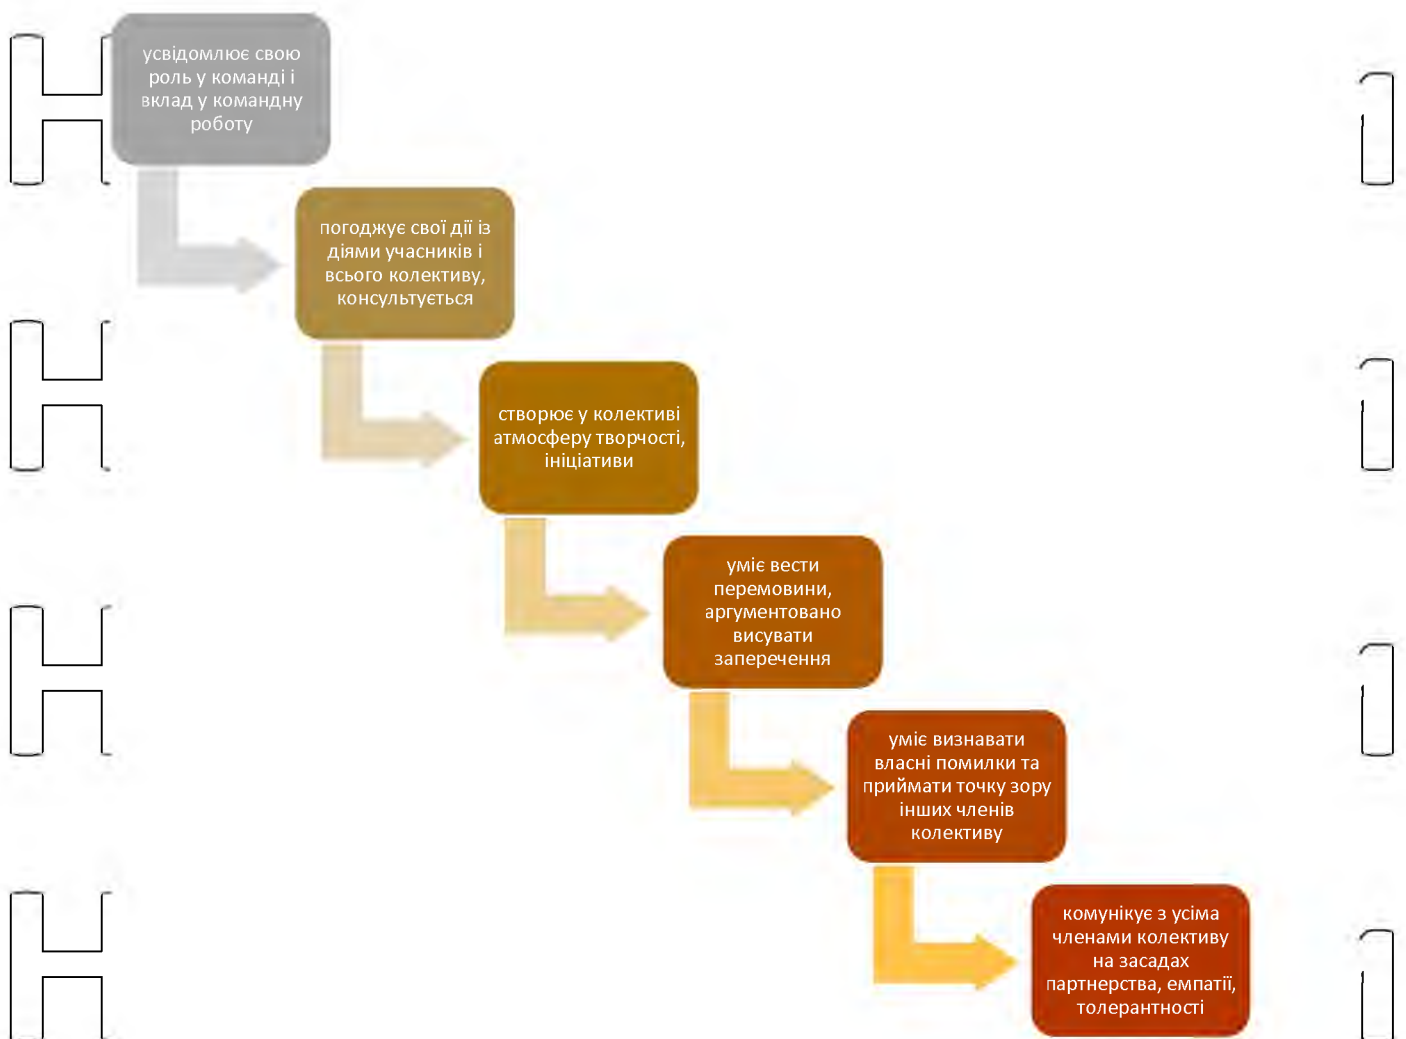 усвідомлює свою
роль у команді і
вклад у командну
роботу
погоджує свої дії із
діями учасників і
всього колективу,
консультується
створює у колективі
атмосферу творчості,
ініціативи
уміє вести
перемовини,
аргументовано
висувати
заперечення
уміє визнавати
власні помилки та
приймати точку зору
інших членів
колективу
комунікує з усіма
членами колективу
на засадах
партнерства, емпатії,
толерантності